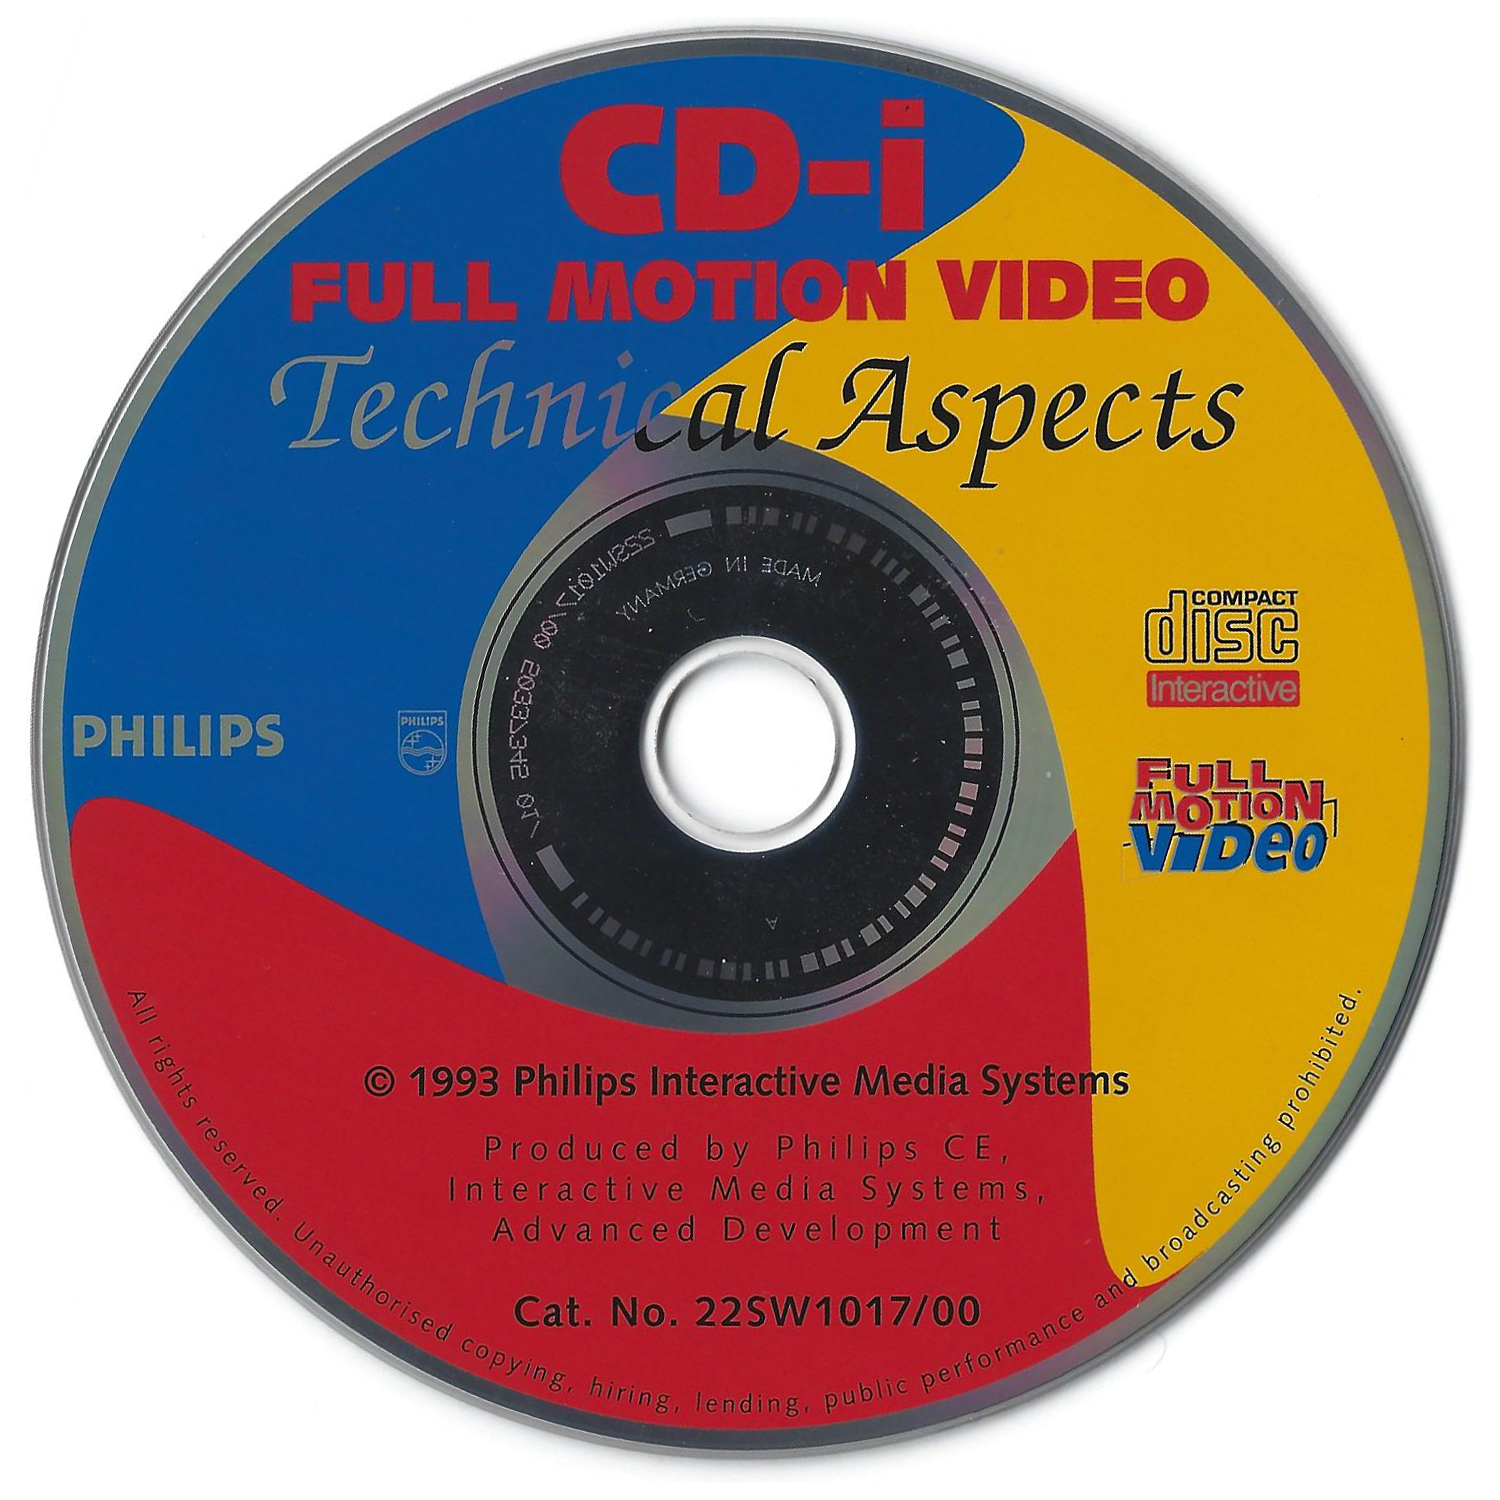 CD-i
FULL MOTION VIDEO
Technical Aspects
22SW1017/00 50337345 01
MADE IN GERMANY
COMPACT
disc
Interactive
PHILIPS
PHILIPS
FULL
MOTION
ViDeo
A
© 1993 Philips Interactive Media Systems
Produced by Philips CE,
Interactive Media Systems,
Advanced Development
Cat. No. 22SW1017/00
All rights reserved. Unauthorised copying, hiring, lending, public performance and broadcasting prohibited.